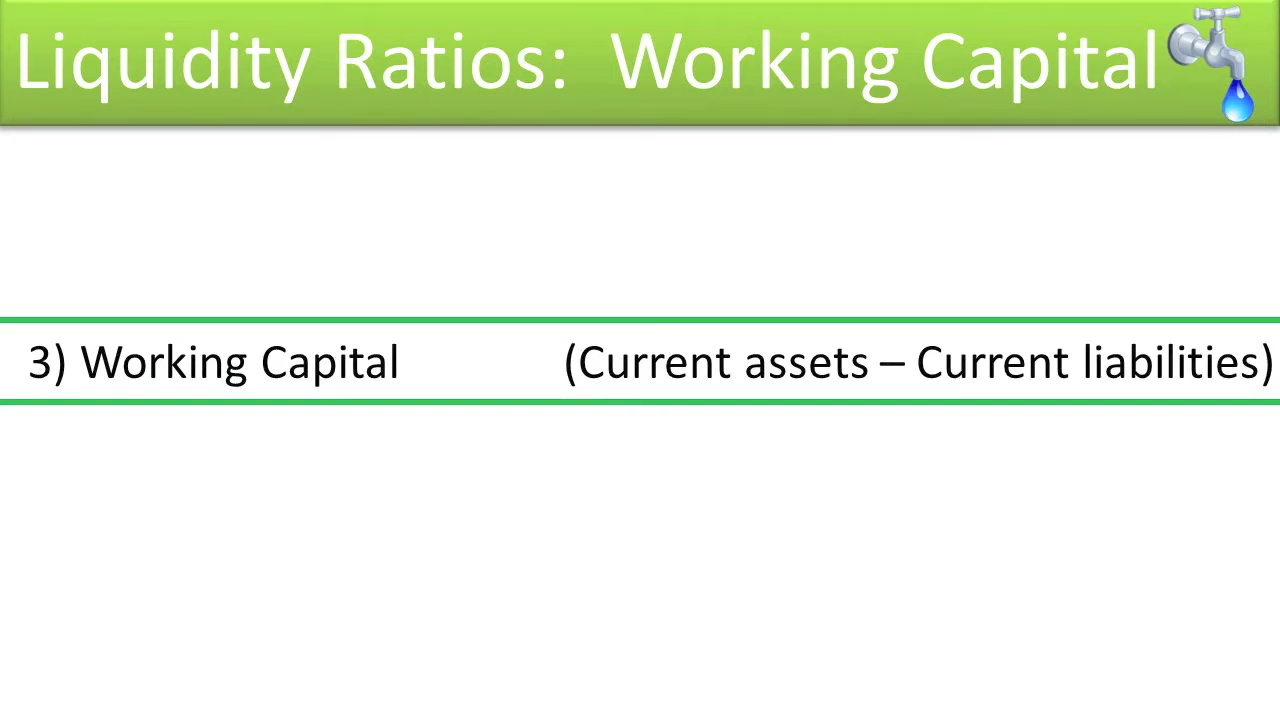 Liquidity Ratios:  Working Capital
3) Working Capital (Current assets – Current liabilities)